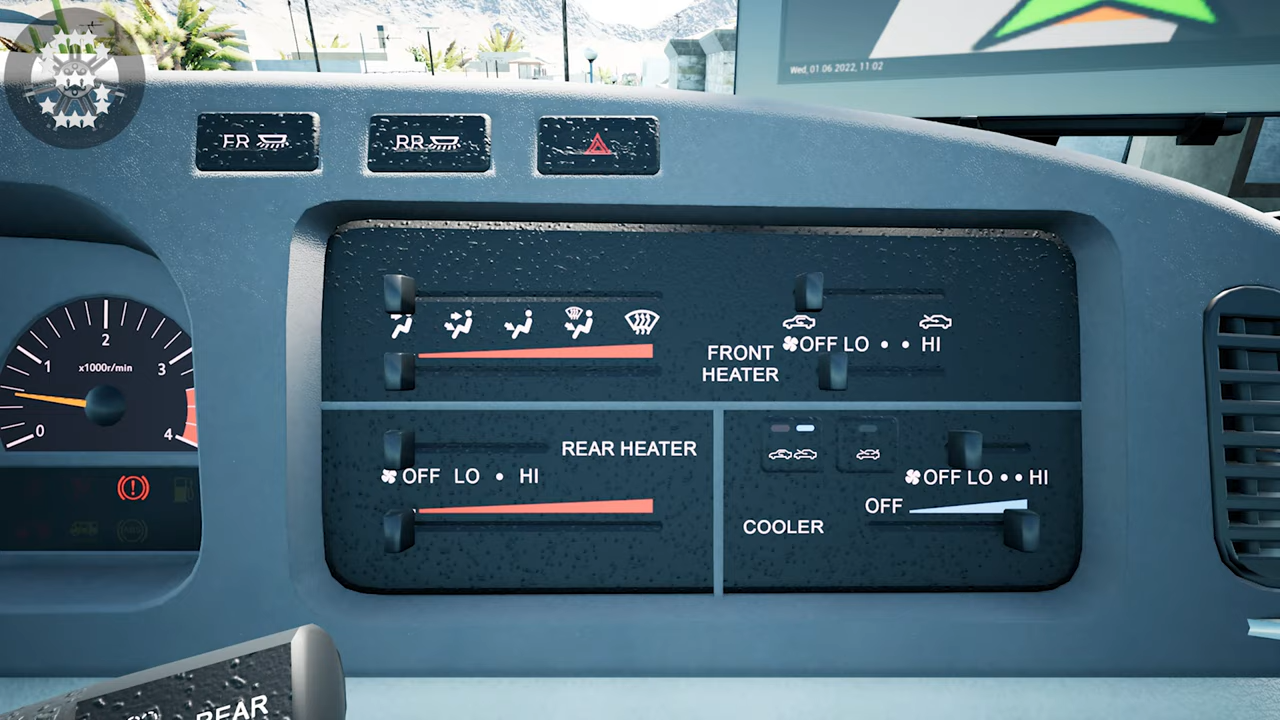 Wed, 01.06.2022, 11:02
FR
RR
2
1
x1000r/min
3
0
4
FRONT
HEATER
OFF LO • • HI
REAR HEATER
OFF LO • HI
OFF LO • • HI
OFF
COOLER
REAR